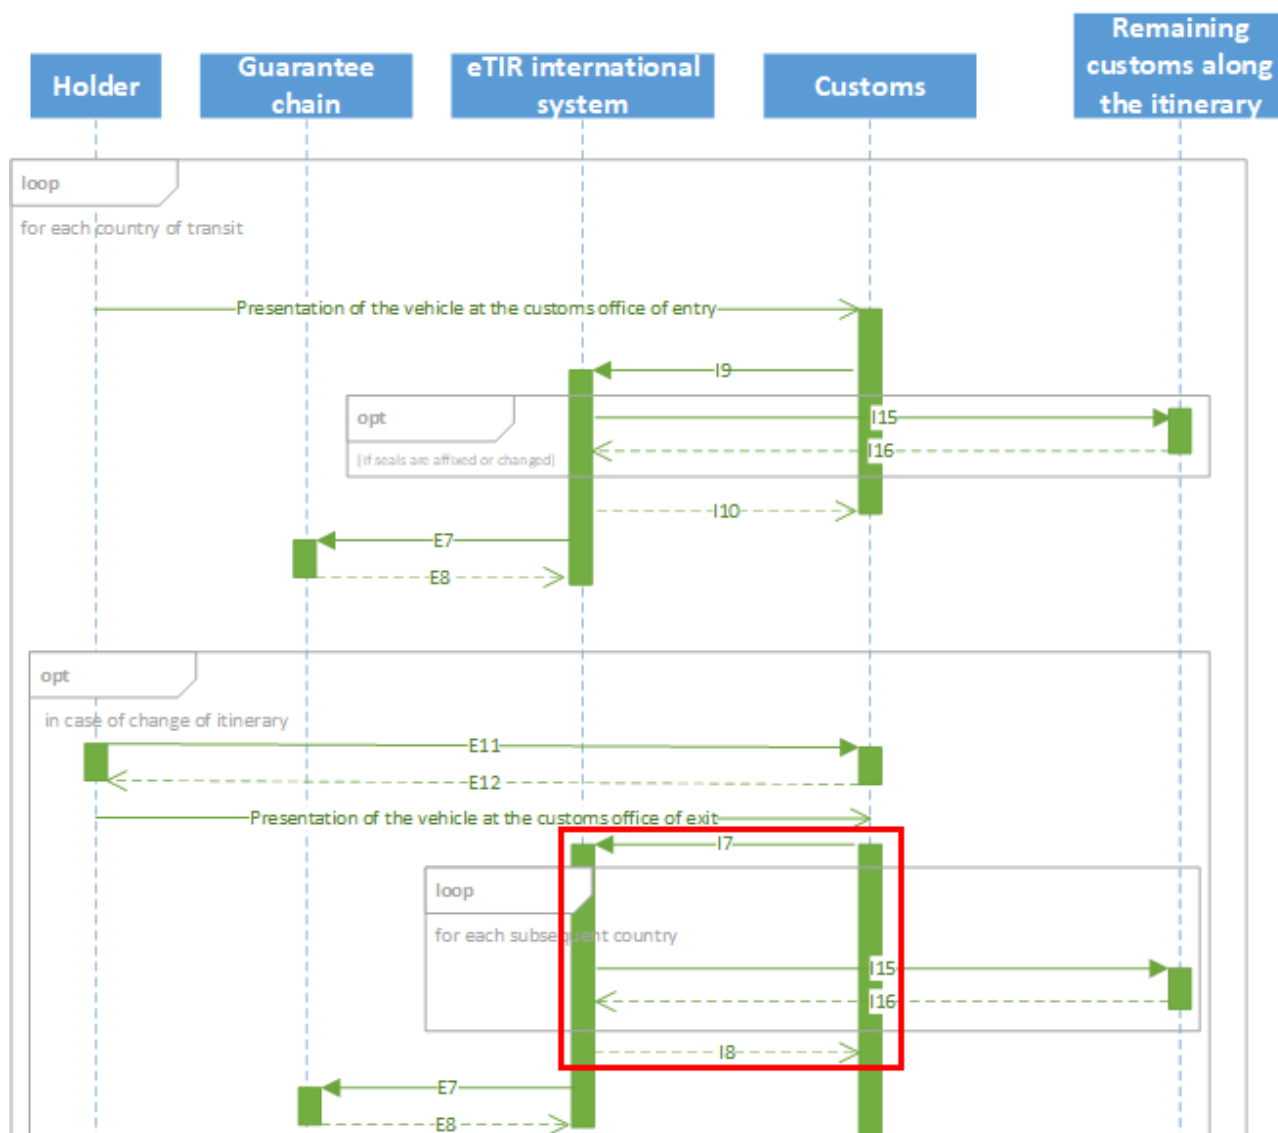 Holder
Guarantee
chain
eTIR international
system
Customs
Remaining
customs along
the itinerary
loop
for each country of transit
Presentation of the vehicle at the customs office of entry
I9
opt
I15
[If seals are affixed or changed]
I16
I10
E7
E8
opt
in case of change of itinerary
E11
E12
Presentation of the vehicle at the customs office of exit
I7
loop
for each subsequent country
I15
I16
I8
E7
E8